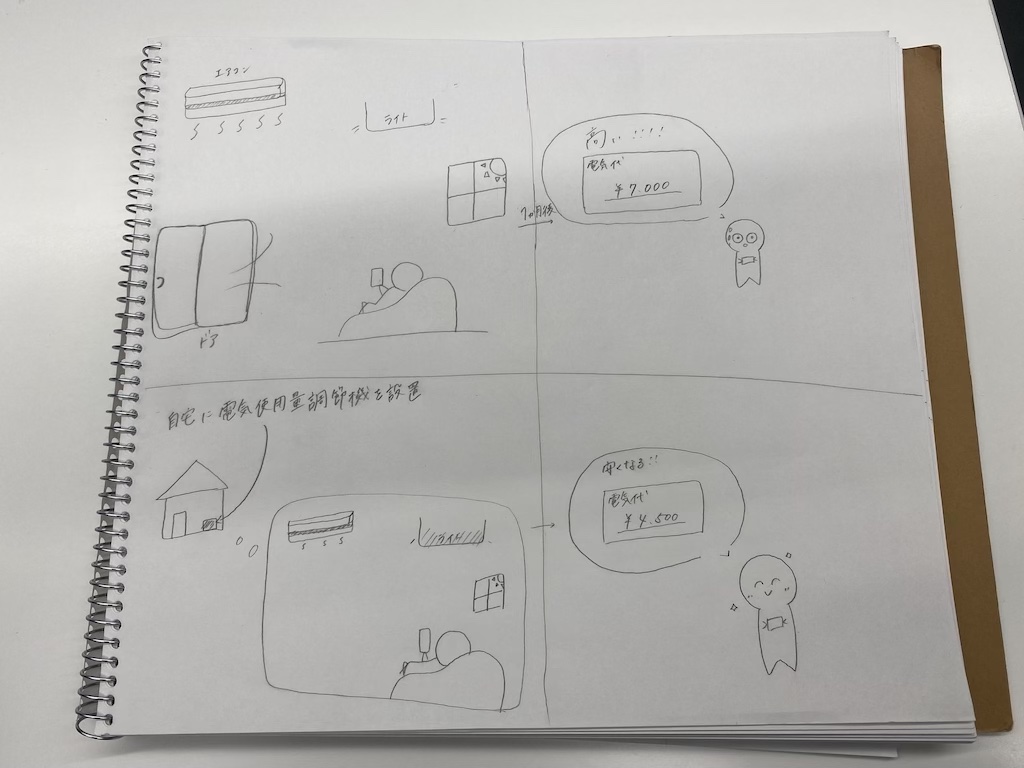 エアコン
ライト
ドア
1ヶ月後
高い!!!!
電気代
¥7.000
自宅に電気使用量調節機を設置
ライト
安くなる!!
電気代
¥4.500